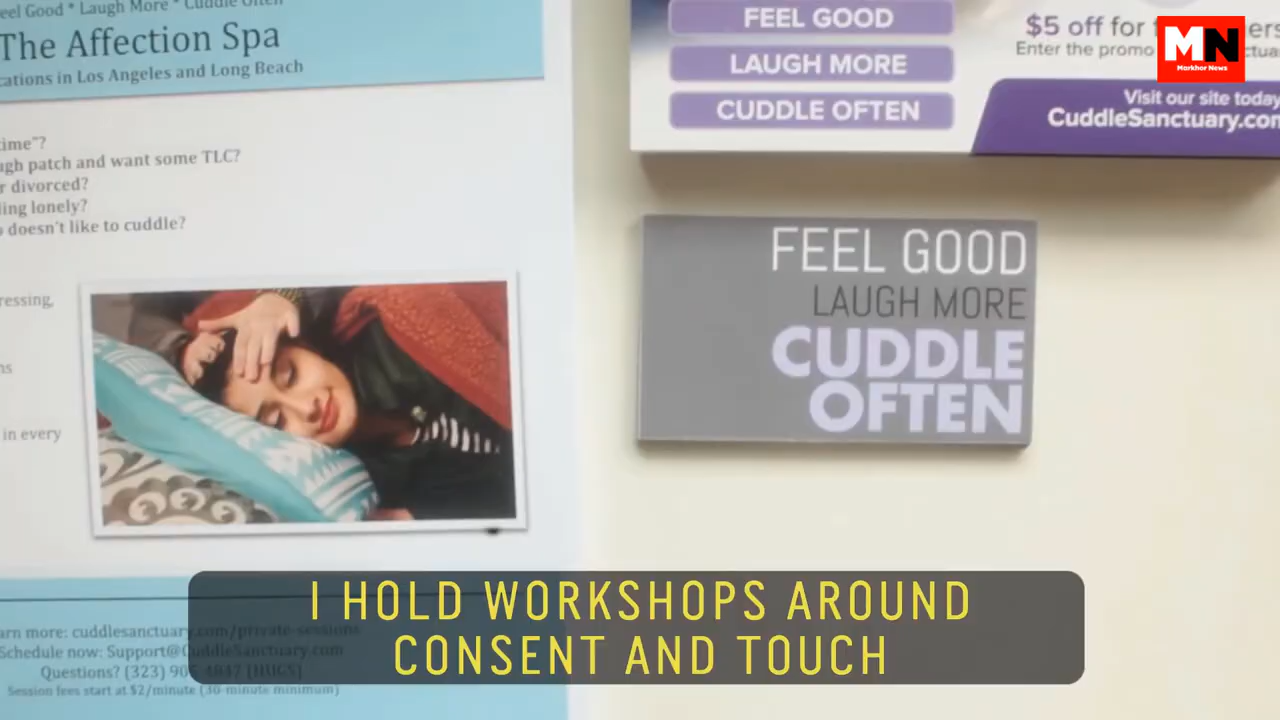 eel Good * Laugh More * Cuddle Often
The Affection Spa
cations in Los Angeles and Long Beach
time"?
ugh patch and want some TLC?
r divorced?
ling lonely?
o doesn't like to cuddle?
ressing,
ns
in every
arn more: cuddlesanctuary.com/private-sessions
Schedule now: Support@CuddleSanctuary.com
Questions? (323) 905-4847 [HUGS]
Session fees start at $2/minute (30-minute minimum)
FEEL GOOD
LAUGH MORE
CUDDLE OFTEN
$5 off for
Enter the promo
Visit our site today
CuddleSanctuary.com
MN
Markhor News
FEEL GOOD
LAUGH MORE
CUDDLE
OFTEN
I HOLD WORKSHOPS AROUND
CONSENT AND TOUCH